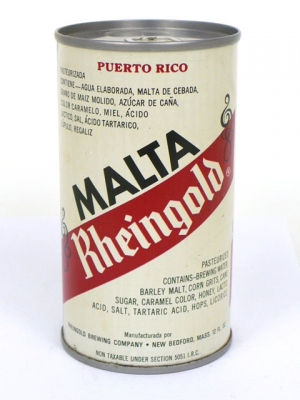 PUERTO RICO
PASTEURIZADA
CONTIENE—AGUA ELABORADA, MALTA DE CEBADA,
GRANO DE MAIZ MOLIDO, AZÚCAR DE CAÑA,
COLOR CARAMELO, MIEL, ÁCIDO
LÁCTICO, SAL, ÁCIDO TARTARICO,
LÚPULO, REGALIZ
MALTA
Rheingold
PASTEURIZED
CONTAINS-BREWING WATER
BARLEY MALT, CORN GRITS, CANE
SUGAR, CARAMEL COLOR, HONEY, LACTIC
ACID, SALT, TARTARIC ACID, HOPS, LICORICE
Manufacturada por
RHEINGOLD BREWING COMPANY • NEW BEDFORD, MASS. 12 FL. OZ.
NON TAXABLE UNDER SECTION 5051 I.R.C.